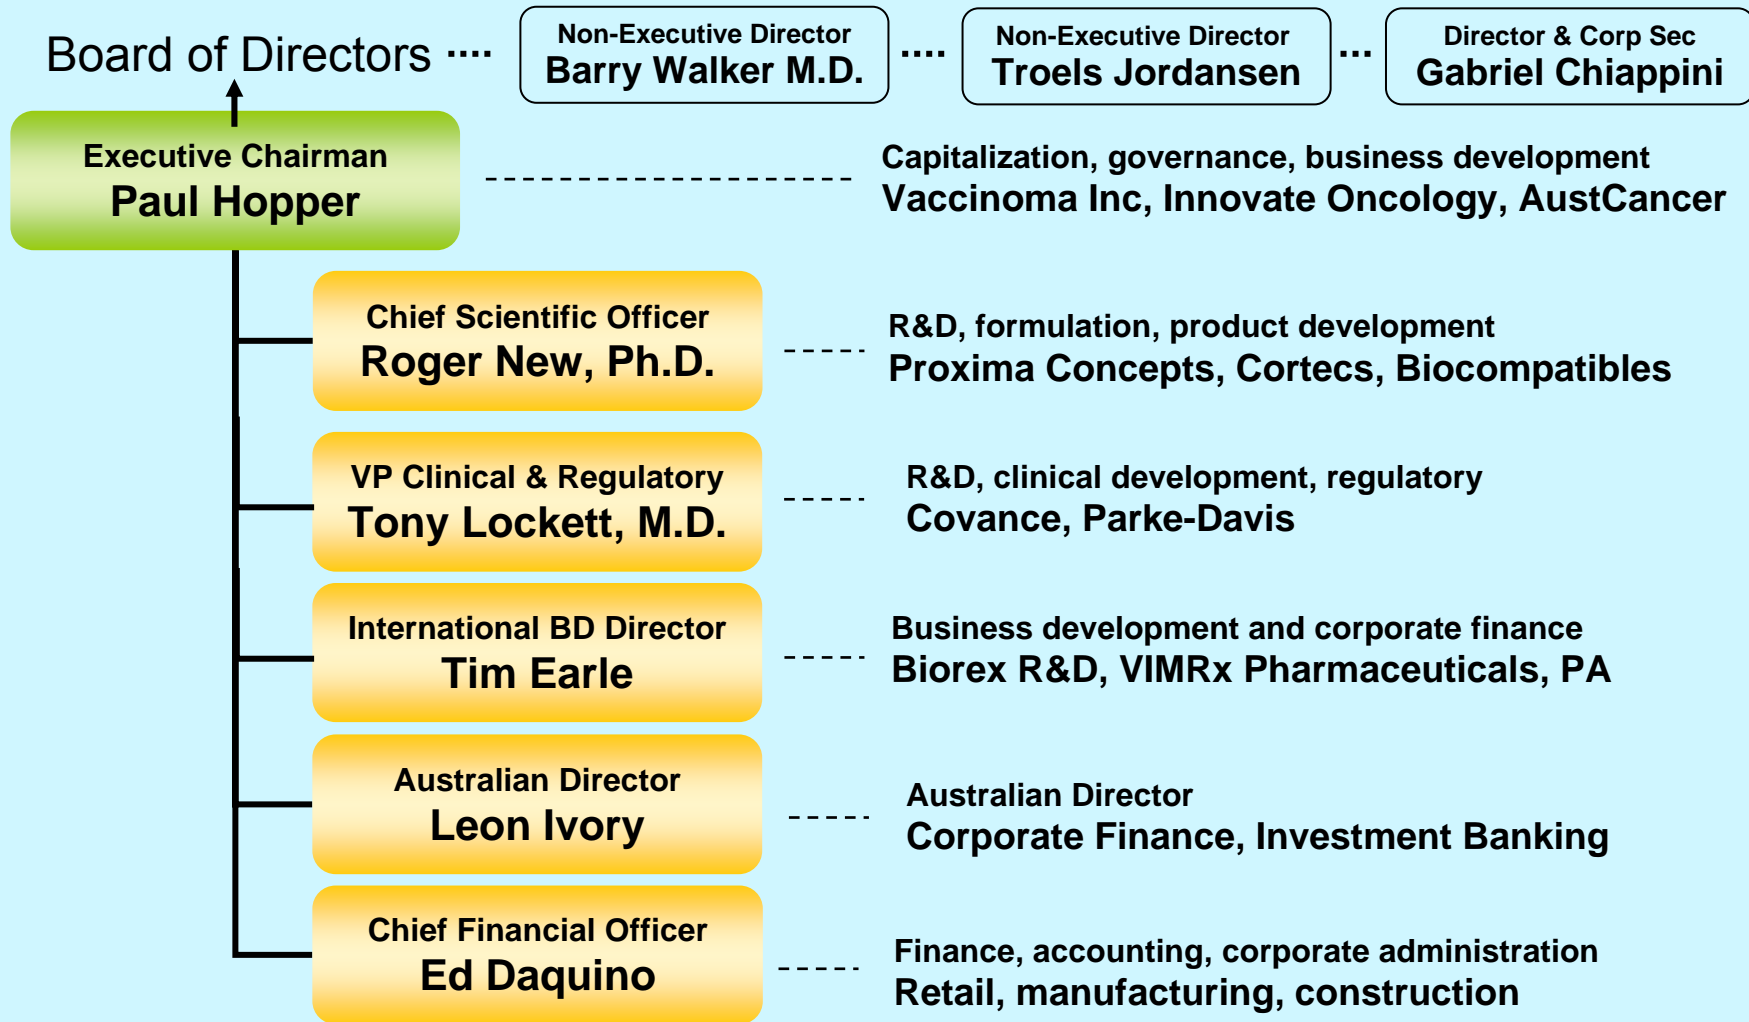 Board of Directors ....
Non-Executive Director
Barry Walker M.D.
....
Non-Executive Director
Troels Jordansen
...
Director & Corp Sec
Gabriel Chiappini
Executive Chairman
Paul Hopper
Capitalization, governance, business development
Vaccinoma Inc, Innovate Oncology, AustCancer
Chief Scientific Officer
Roger New, Ph.D.
R&D, formulation, product development
Proxima Concepts, Cortecs, Biocompatibles
VP Clinical & Regulatory
Tony Lockett, M.D.
R&D, clinical development, regulatory
Covance, Parke-Davis
International BD Director
Tim Earle
Business development and corporate finance
Biorex R&D, VIMRx Pharmaceuticals, PA
Australian Director
Leon Ivory
Australian Director
Corporate Finance, Investment Banking
Chief Financial Officer
Ed Daquino
Finance, accounting, corporate administration
Retail, manufacturing, construction